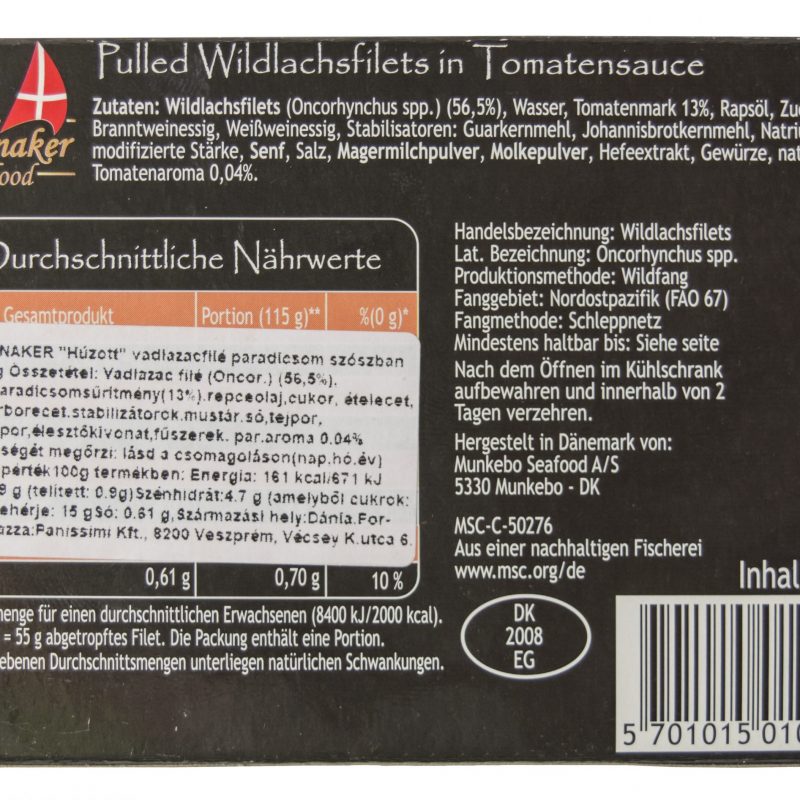 Pulled Wildlachsfilets in Tomatensauce
Zutaten: Wildlachsfilets (Oncorhynchus spp.) (56,5%), Wasser, Tomatenmark 13%, Rapsöl,
Branntweinessig, Weißweinessig, Stabilisatoren: Guarkernmehl, Johannisbrotkernmehl,
modifizierte Stärke, Senf, Salz, Magermilchpulver, Molkepulver, Hefeextrakt, Gewürze,
Tomatenaroma 0,04%.
naker
ood
Durchschnittliche Nährwerte
Gesamtprodukt Portion (115 g)** %(0 g)*
NAKER "Húzott" vadlazacfilé paradicsom szószban
g Összetétel: Vadlazac filé (Oncor.) (56,5%),
aradicsomsűrítmény(13%),repceolaj,cukor, ételecet,
rborecet,stabilizátorok,mustár,só,tejpor,
por,élesztőkivonat,fűszerek, par.aroma 0,04%
ségét megőrzi: lásd a csomagoláson(nap,hó,év)
pérték100g termékben: Energia: 161 kcal/671 kJ
g (telített: 0,9g)Szénhidrát:4,7 g (amelyből cukrok:
ehérje: 15 gSó: 0,61 g,Származási hely:Dánia.For-
azza:Panissimi Kft., 8200 Veszprém, Vécsey K.utca 6.
0,61 g 0,70 g 10 %
menge für einen durchschnittlichen Erwachsenen (8400 kJ/2000 kcal).
= 55 g abgetropftes Filet. Die Packung enthält eine Portion.
ebenen Durchschnittsmengen unterliegen natürlichen Schwankungen.
Handelsbezeichnung: Wildlachsfilets
Lat. Bezeichnung: Oncorhynchus spp.
Produktionsmethode: Wildfang
Fanggebiet: Nordostpazifik (FAO 67)
Fangmethode: Schleppnetz
Mindestens haltbar bis: Siehe seite
Nach dem Öffnen im Kühlschrank
aufbewahren und innerhalb von 2
Tagen verzehren.
Hergestellt in Dänemark von:
Munkebo Seafood A/S
5330 Munkebo - DK
MSC-C-50276
Aus einer nachhaltigen Fischerei
www.msc.org/de
Inhal
DK
2008
EG
5 701015 010